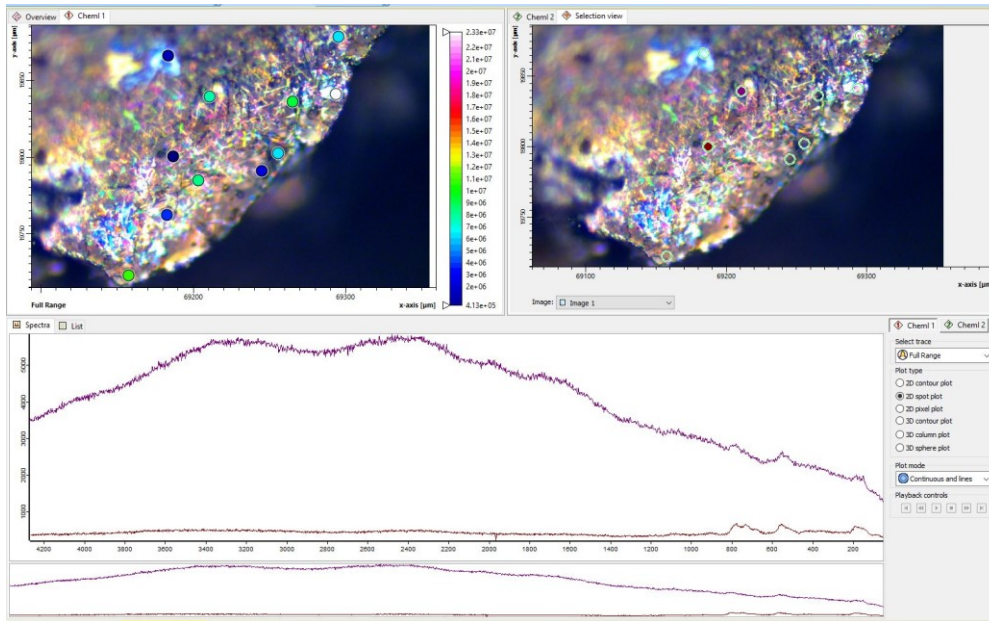 Overview Cheml 1
y-axis [µm]
19850
19800
19750
69200
69300
Full Range
x-axis [µm]
2.33e+07
2.2e+07
2.1e+07
2e+07
1.9e+07
1.8e+07
1.7e+07
1.6e+07
1.5e+07
1.4e+07
1.3e+07
1.2e+07
1.1e+07
1e+07
9e+06
8e+06
7e+06
6e+06
5e+06
4e+06
3e+06
2e+06
4.13e+05
Cheml 2 Selection view
y-axis [µm]
19850
19800
19750
69100
69200
69300
x-axis [µm]
Image: Image 1
Spectra List
5000
4000
3000
2000
1000
4200 4000 3800 3600 3400 3200 3000 2800 2600 2400 2200 2000 1800 1600 1400 1200 1000 800 600 400 200
Cheml 1 Cheml 2
Select trace
Full Range
Plot type
2D contour plot
2D spot plot
2D pixel plot
3D contour plot
3D column plot
3D sphere plot
Plot mode
Continuous and lines
Playback controls